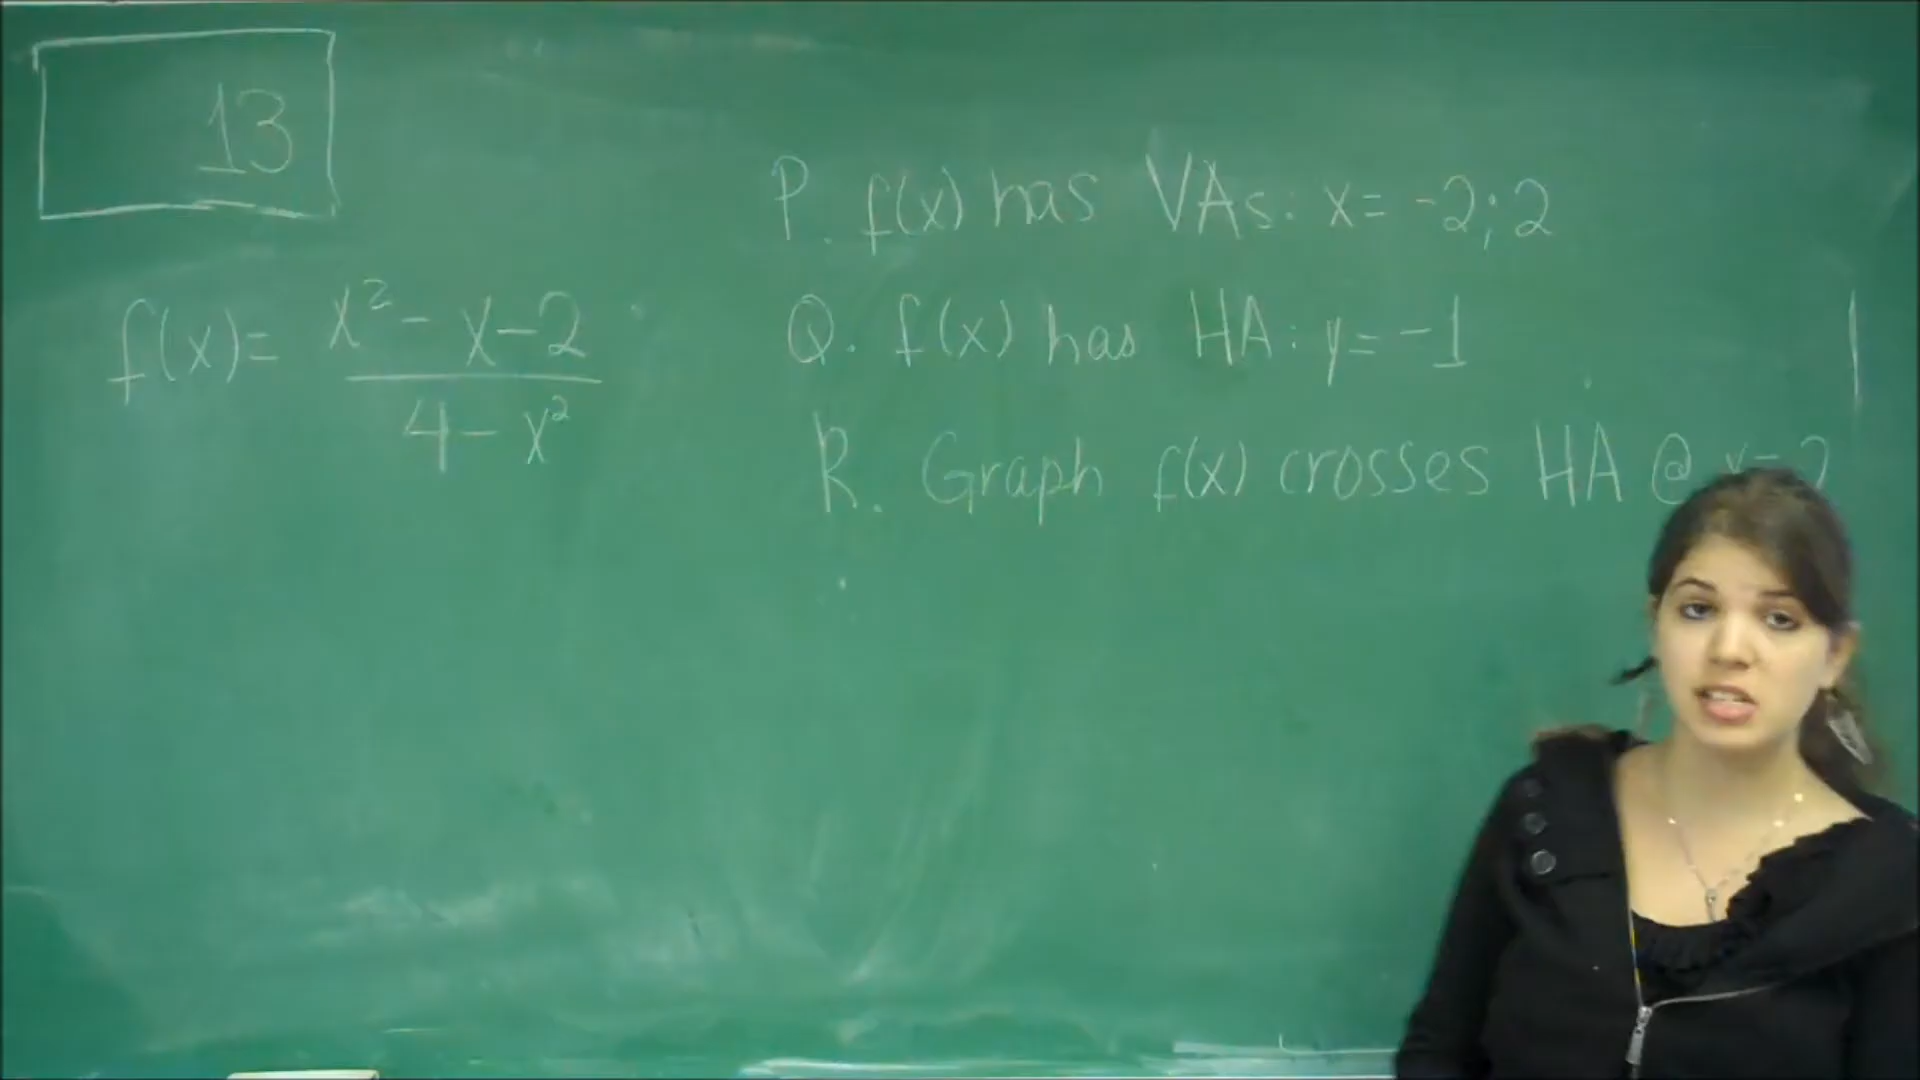 13
f(x)= x² - x - 2 / 4 - x²
P. f(x) has VAs: x= -2; 2
Q. f(x) has HA: y= -1
R. Graph f(x) crosses HA @